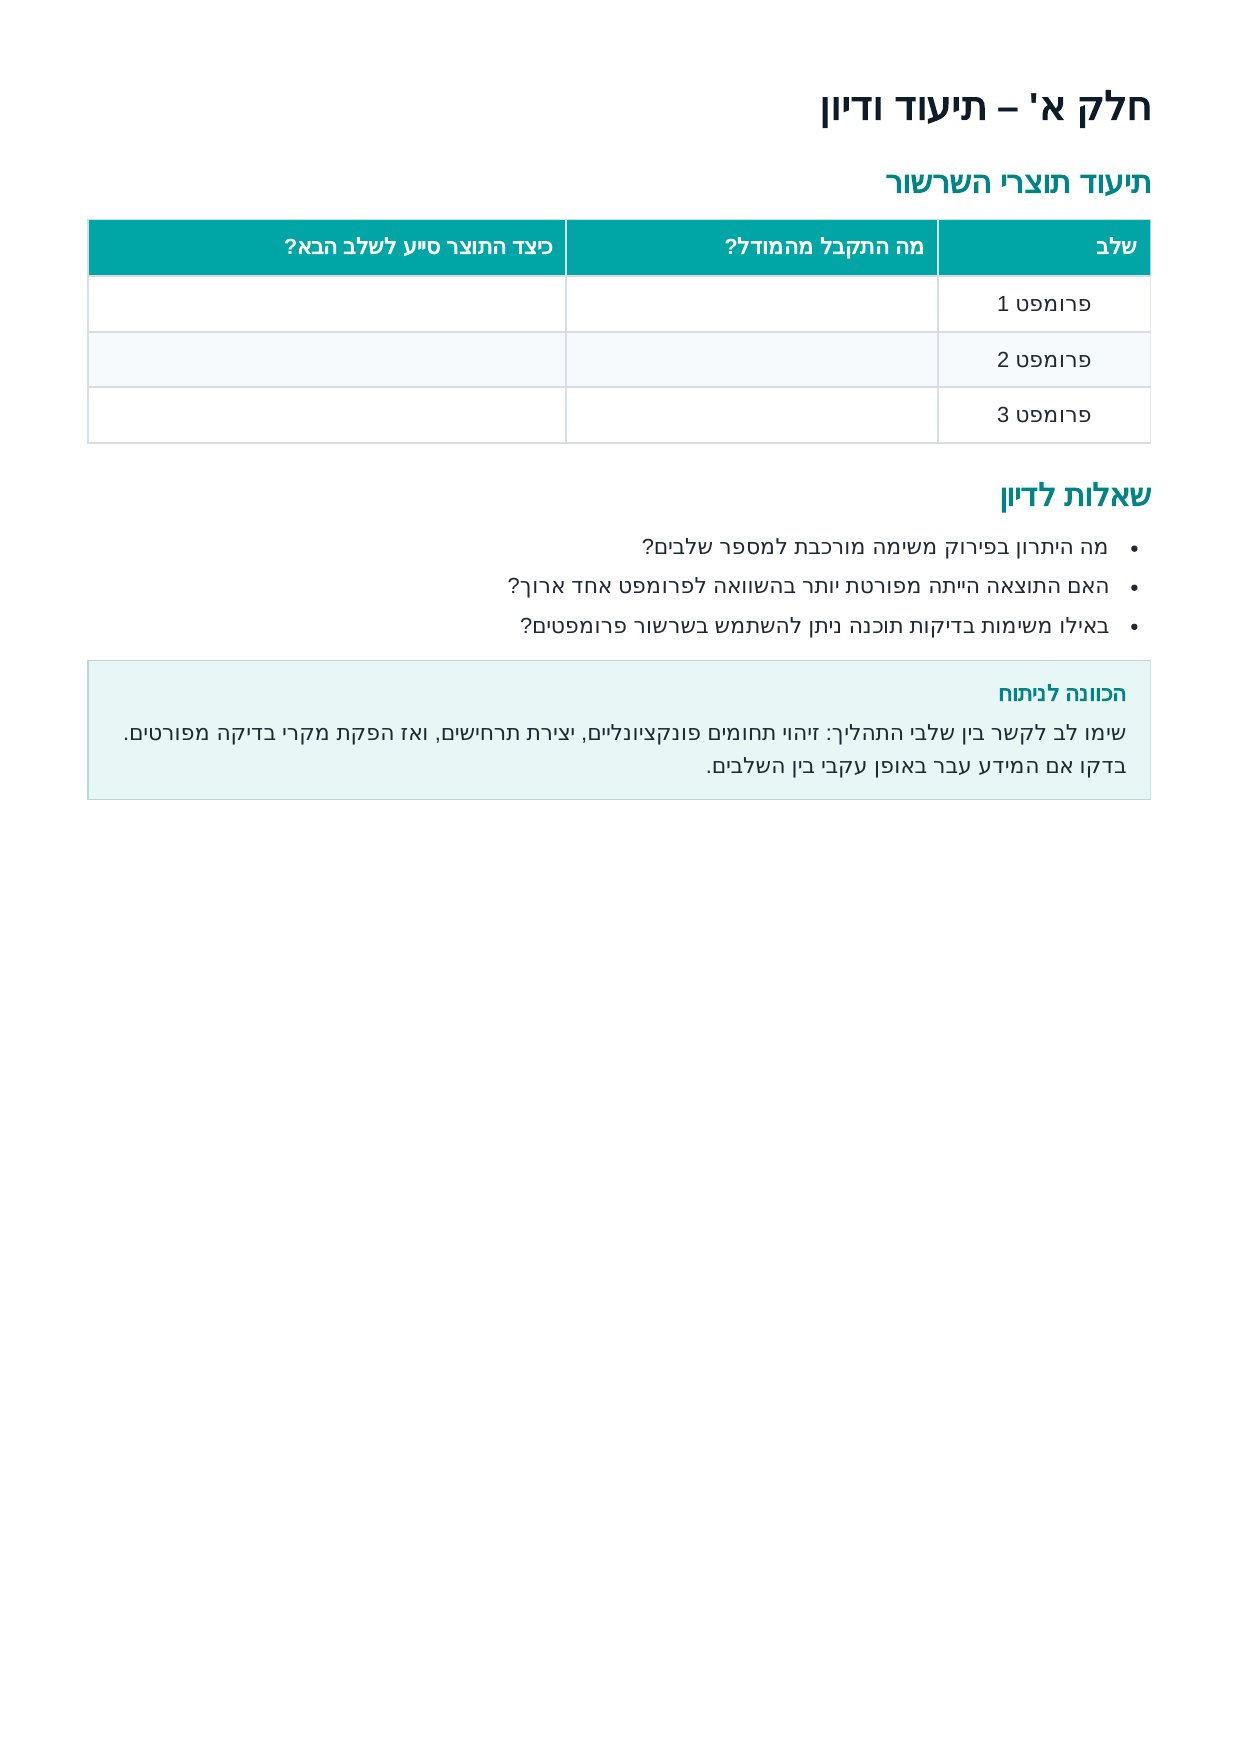 חלק א' – תיעוד ודיון
תיעוד תוצרי השרשור
שלב מה התקבל מהמודל? כיצד התוצר סייע לשלב הבא?
פרומפט 1
פרומפט 2
פרומפט 3
שאלות לדיון
• מה היתרון בפירוק משימה מורכבת למספר שלבים?
• האם התוצאה הייתה מפורטת יותר בהשוואה לפרומפט אחד ארוך?
• באילו משימות בדיקות תוכנה ניתן להשתמש בשרשור פרומפטים?
הכוונה לניתוח
שימו לב לקשר בין שלבי התהליך: זיהוי תחומים פונקציונליים, יצירת תרחישים, ואז הפקת מקרי בדיקה מפורטים.
בדקו אם המידע עבר באופן עקבי בין השלבים.